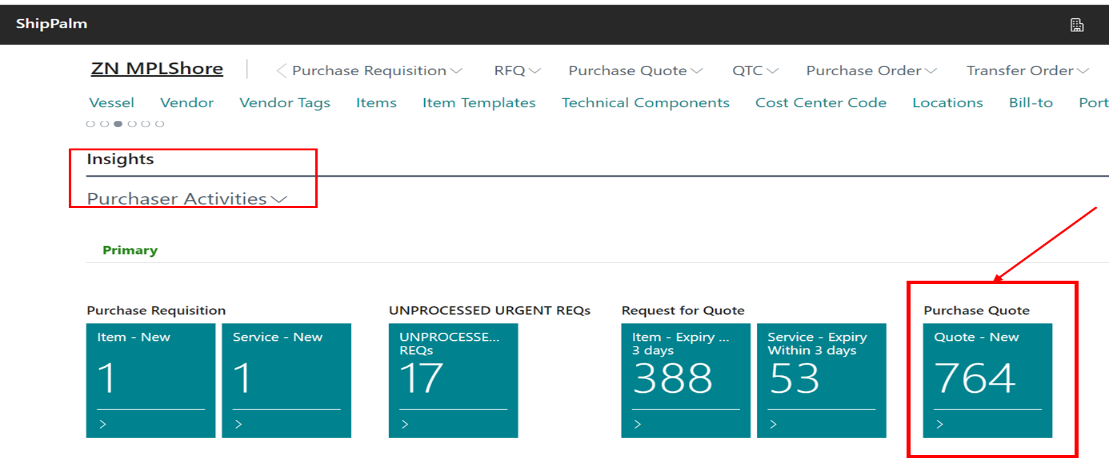 ShipPalm
ZN MPLShore
Purchase Requisition RFQ Purchase Quote QTC Purchase Order Transfer Order
Vessel Vendor Vendor Tags Items Item Templates Technical Components Cost Center Code Locations Bill-to Port
Insights
Purchaser Activities
Primary
Purchase Requisition
Item - New
1
Service - New
1
UNPROCESSED URGENT REQs
UNPROCESSE...
REQs
17
Request for Quote
Item - Expiry ...
3 days
388
Service - Expiry
Within 3 days
53
Purchase Quote
Quote - New
764